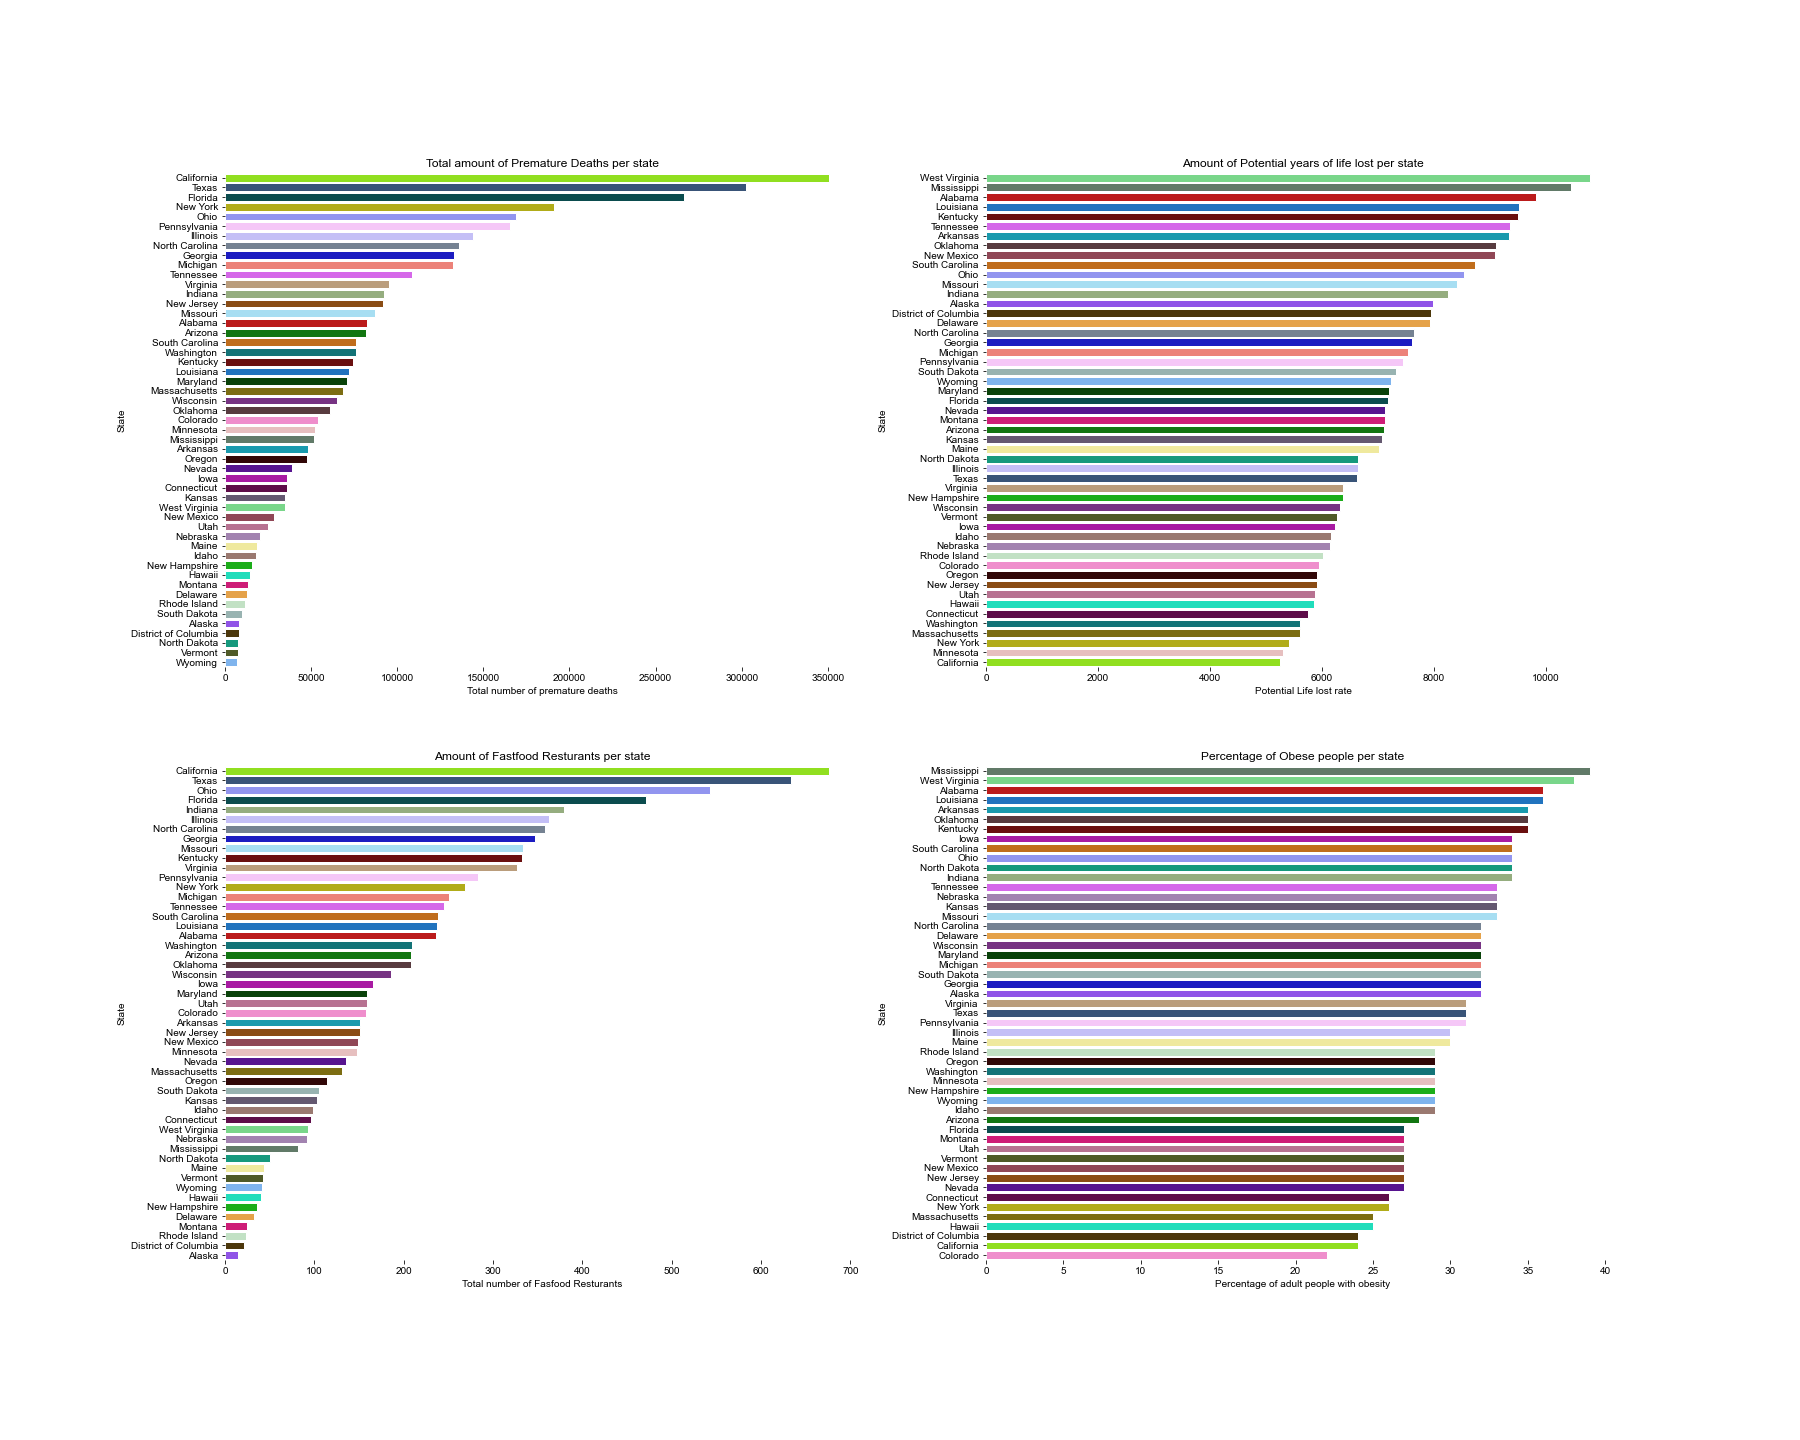 Total amount of Premature Deaths per state
California
Texas
Florida
New York
Ohio
Pennsylvania
Illinois
North Carolina
Georgia
Michigan
Tennessee
Virginia
Indiana
New Jersey
Missouri
Alabama
Arizona
South Carolina
Washington
Kentucky
Louisiana
Maryland
Massachusetts
Wisconsin
Oklahoma
Colorado
Minnesota
Mississippi
Arkansas
Oregon
Nevada
Iowa
Connecticut
Kansas
West Virginia
New Mexico
Utah
Nebraska
Maine
Idaho
New Hampshire
Hawaii
Montana
Delaware
Rhode Island
South Dakota
Alaska
District of Columbia
North Dakota
Vermont
Wyoming
State
0 50000 100000 150000 200000 250000 300000 350000
Total number of premature deaths
Amount of Potential years of life lost per state
West Virginia
Mississippi
Alabama
Louisiana
Kentucky
Tennessee
Arkansas
Oklahoma
New Mexico
South Carolina
Ohio
Missouri
Indiana
Alaska
District of Columbia
Delaware
North Carolina
Georgia
Michigan
Pennsylvania
South Dakota
Wyoming
Maryland
Florida
Nevada
Montana
Arizona
Kansas
Maine
North Dakota
Illinois
Texas
Virginia
New Hampshire
Wisconsin
Vermont
Iowa
Idaho
Nebraska
Rhode Island
Colorado
Oregon
New Jersey
Utah
Hawaii
Connecticut
Washington
Massachusetts
New York
Minnesota
California
State
0 2000 4000 6000 8000 10000
Potential Life lost rate
Amount of Fastfood Resturants per state
California
Texas
Ohio
Florida
Indiana
Illinois
North Carolina
Georgia
Missouri
Kentucky
Virginia
Pennsylvania
New York
Michigan
Tennessee
South Carolina
Louisiana
Alabama
Washington
Arizona
Oklahoma
Wisconsin
Iowa
Maryland
Utah
Colorado
Arkansas
New Jersey
New Mexico
Minnesota
Nevada
Massachusetts
Oregon
South Dakota
Kansas
Idaho
Connecticut
West Virginia
Nebraska
Mississippi
North Dakota
Maine
Vermont
Wyoming
Hawaii
New Hampshire
Delaware
Montana
Rhode Island
District of Columbia
Alaska
State
0 100 200 300 400 500 600 700
Total number of Fasfood Resturants
Percentage of Obese people per state
Mississippi
West Virginia
Alabama
Louisiana
Arkansas
Oklahoma
Kentucky
Iowa
South Carolina
Ohio
North Dakota
Indiana
Tennessee
Nebraska
Kansas
Missouri
North Carolina
Delaware
Wisconsin
Maryland
Michigan
South Dakota
Georgia
Alaska
Virginia
Texas
Pennsylvania
Illinois
Maine
Rhode Island
Oregon
Washington
Minnesota
New Hampshire
Wyoming
Idaho
Arizona
Florida
Montana
Utah
Vermont
New Mexico
New Jersey
Nevada
Connecticut
New York
Massachusetts
Hawaii
District of Columbia
California
Colorado
State
0 5 10 15 20 25 30 35 40
Percentage of adult people with obesity